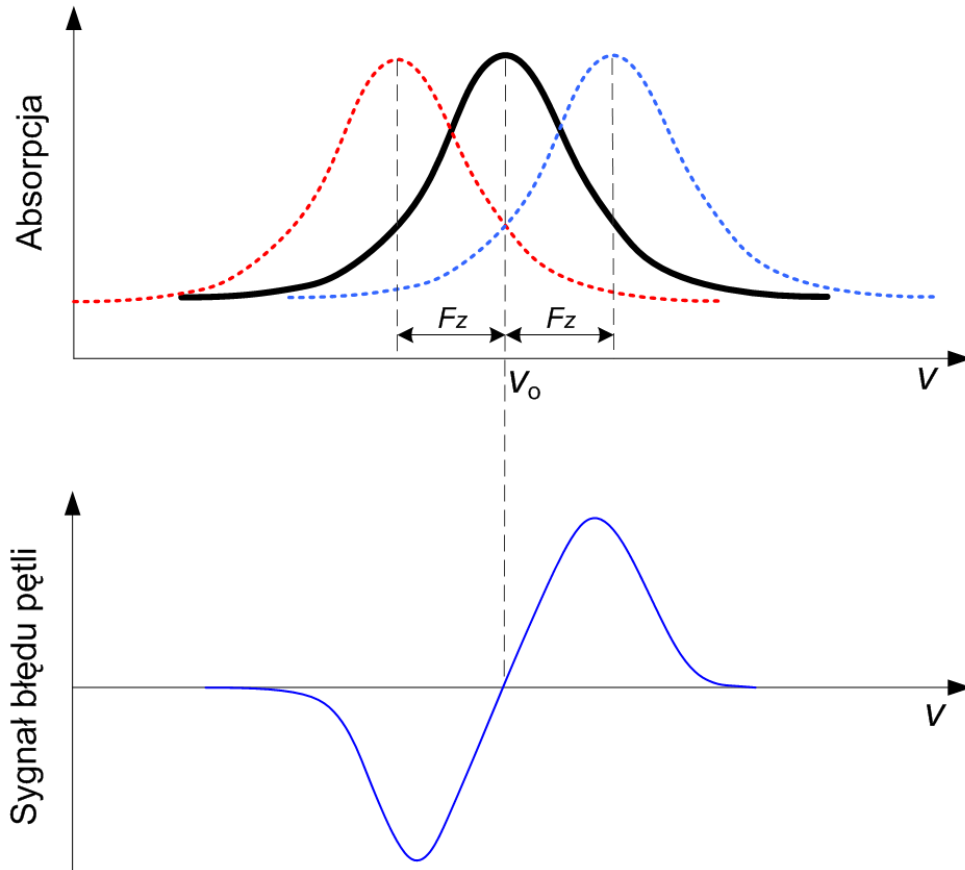 Absorpcja
Fz Fz
νo
ν
Sygnał błędu pętli
ν